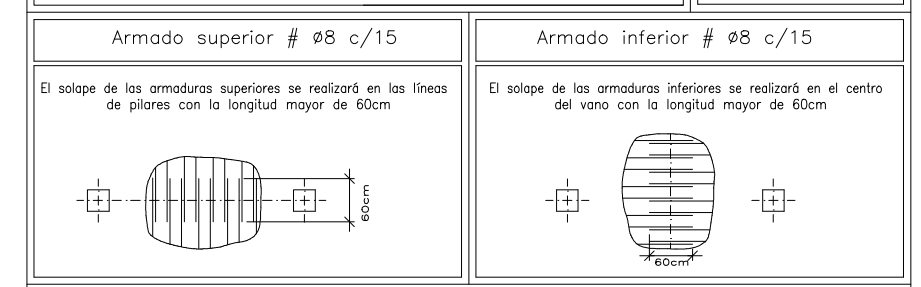 Armado superior # ø8 c/15
El solape de las armaduras superiores se realizará en las líneas
de pilares con la longitud mayor de 60cm
60cm
Armado inferior # ø8 c/15
El solape de las armaduras inferiores se realizará en el centro
del vano con la longitud mayor de 60cm
60cm